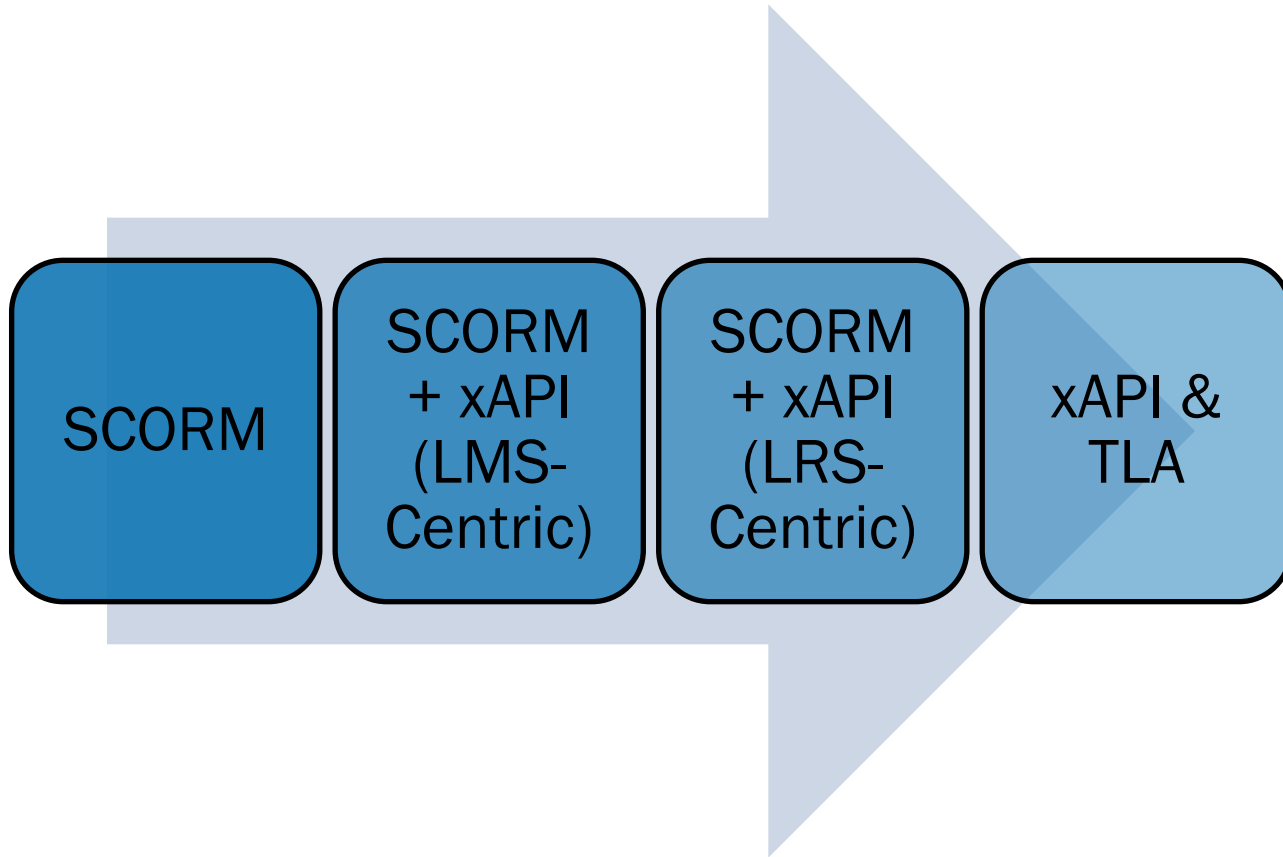 SCORM
SCORM
+ xAPI
(LMS-
Centric)
SCORM
+ xAPI
(LRS-
Centric)
xAPI &
TLA